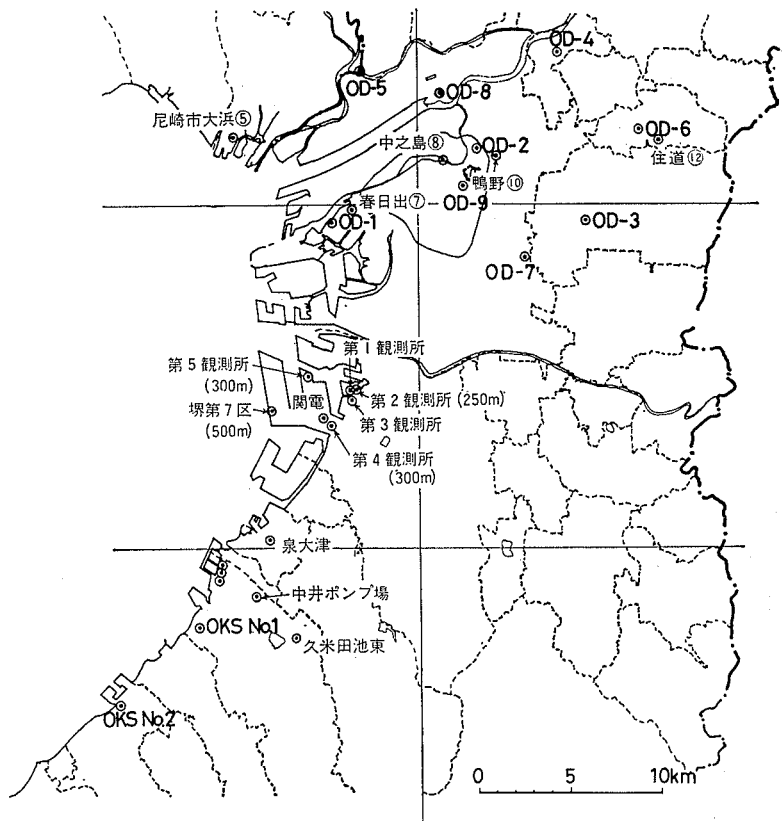 OD-4
OD-5
OD-8
尼崎市大浜⑤
OD-6
OD-2
中之島⑧
住道⑫
鴨野⑩
春日出⑦
OD-9
OD-1
OD-3
OD-7
第1観測所
第5観測所
(300m)
関電
第2観測所(250m)
堺第7区
(500m)
第3観測所
第4観測所
(300m)
泉大津
中井ポンプ場
OKS No.1
久米田池東
OKS No.2
0 5 10km